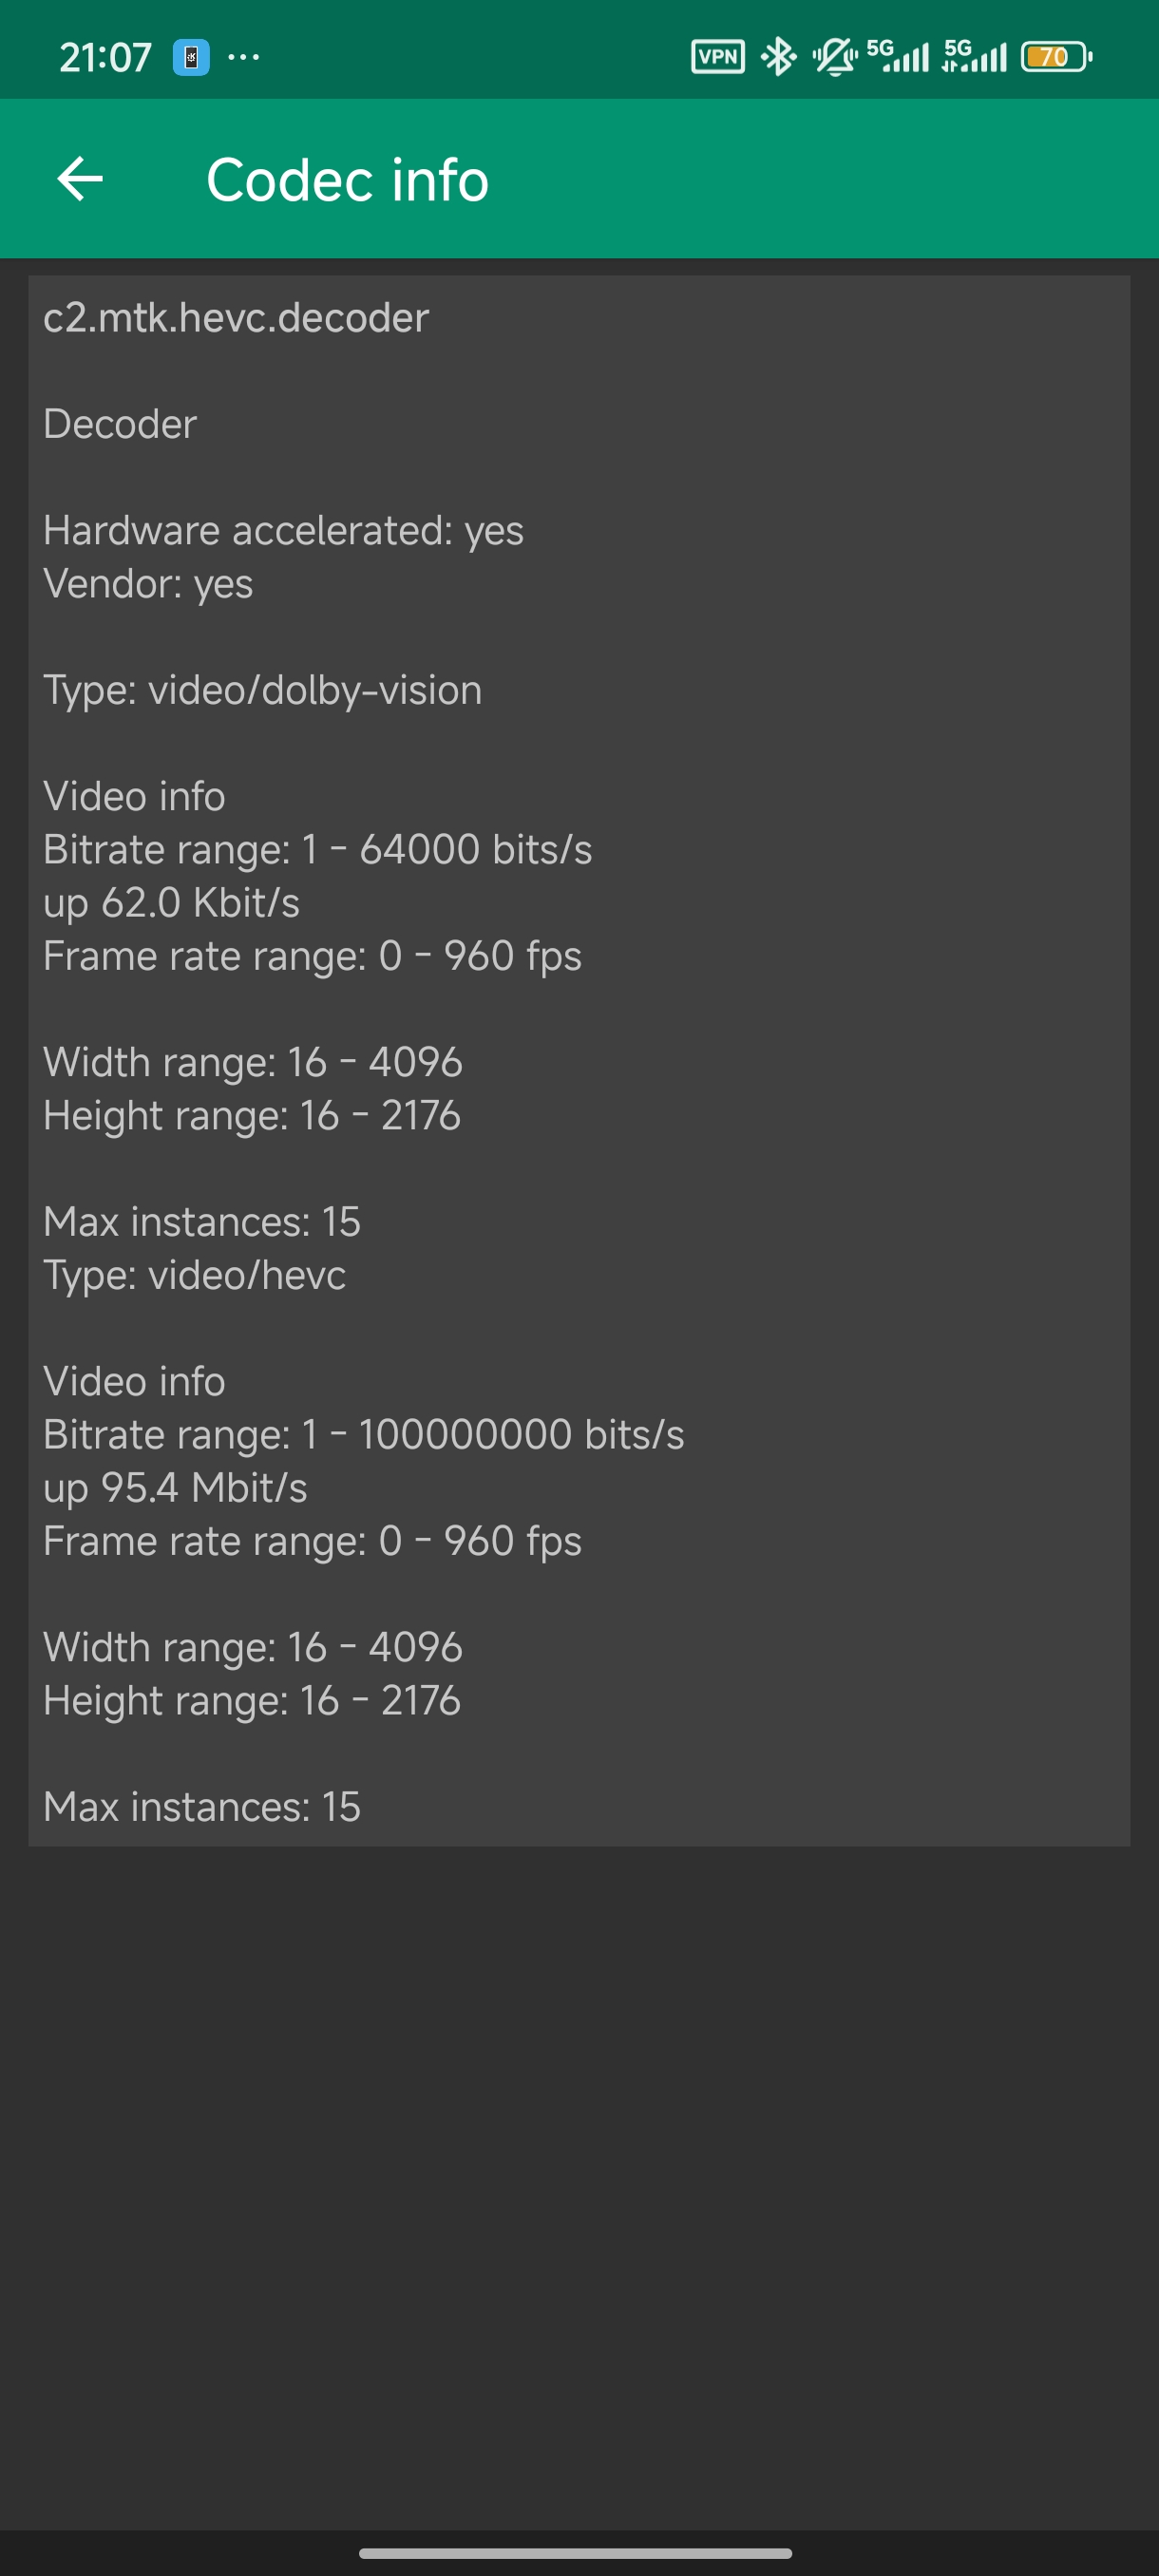 21:07
VPN 5G 5G 70
Codec info
c2.mtk.hevc.decoder
Decoder
Hardware accelerated: yes
Vendor: yes
Type: video/dolby-vision
Video info
Bitrate range: 1 - 64000 bits/s
up 62.0 Kbit/s
Frame rate range: 0 - 960 fps
Width range: 16 - 4096
Height range: 16 - 2176
Max instances: 15
Type: video/hevc
Video info
Bitrate range: 1 - 100000000 bits/s
up 95.4 Mbit/s
Frame rate range: 0 - 960 fps
Width range: 16 - 4096
Height range: 16 - 2176
Max instances: 15